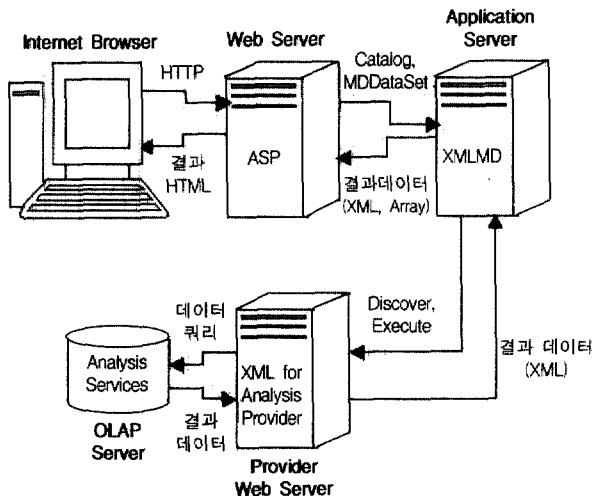 Internet Browser
Web Server
Application
Server
HTTP
결과
HTML
ASP
Catalog,
MDDataSet
결과데이터
(XML, Array)
XMLMD
Discover,
Execute
결과 데이터
(XML)
데이터
쿼리
Analysis
Services
결과
데이터
OLAP
Server
XML for
Analysis
Provider
Provider
Web Server